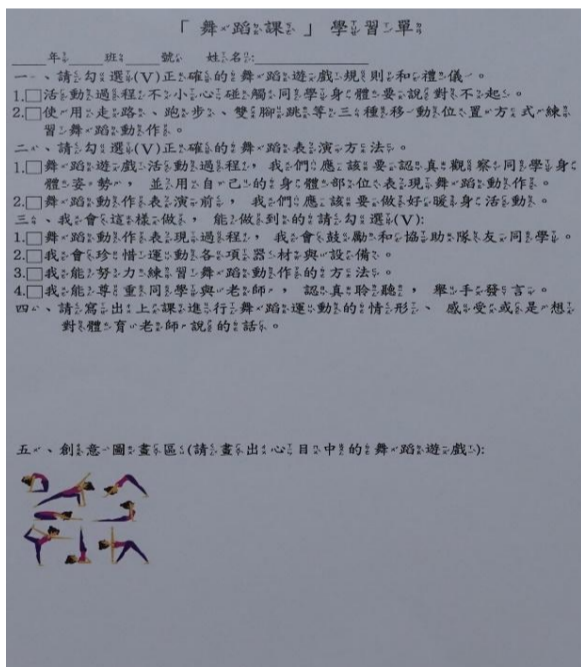 「舞蹈課」學習單
____年____班____號 姓名:__________
一、請勾選(V)正確的舞蹈遊戲規則和禮儀。
1.□活動過程不小心碰觸同學身體要說對不起。
2.□使用走路、跑步、雙腳跳等三種移動位置方式練
習舞蹈動作。
二、請勾選(V)正確的舞蹈表演方法。
1.□舞蹈遊戲活動過程，我們應該要認真觀察同學身
體姿勢，並用自己的身體部位表現舞蹈動作。
2.□舞蹈動作表演前，我們應該要做好暖身活動。
三、我會這樣做，能做到的請勾選(V):
1.□舞蹈動作表現過程，我會鼓勵和協助隊友同學。
2.□我會珍惜運動各項器材與設備。
3.□我能努力練習舞蹈動作的方法。
4.□我能尊重同學與老師，認真聆聽，舉手發言。
四、請寫出上課進行舞蹈運動的情形、感受或是想
對體育老師說的話。
五、創意圖畫區(請畫出心目中的舞蹈遊戲):